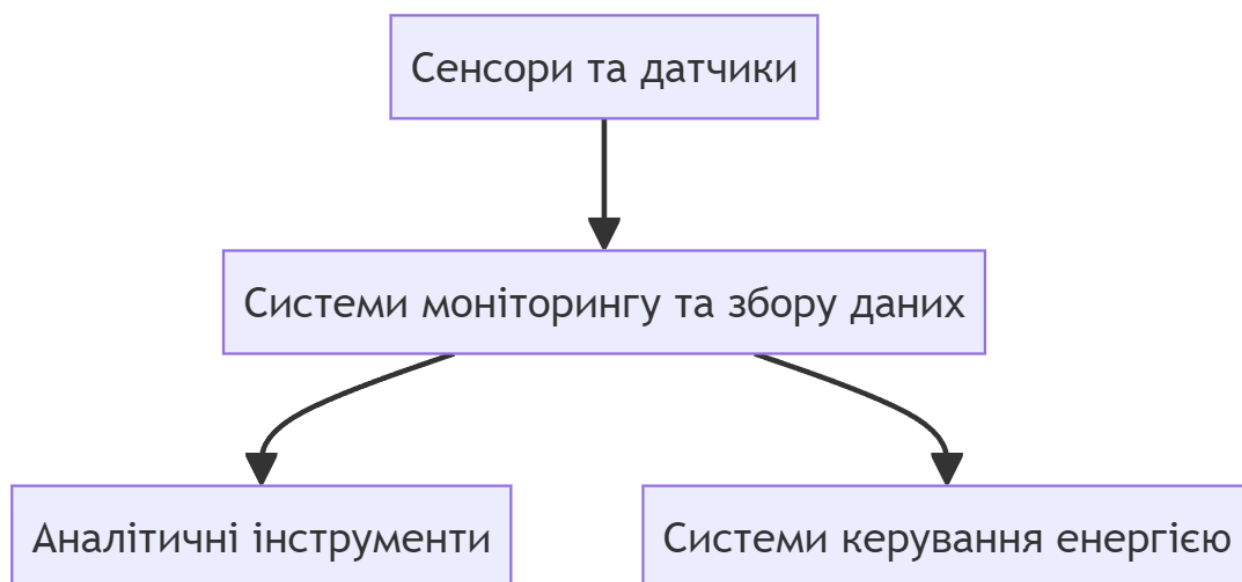 Сенсори та датчики
Системи моніторингу та збору даних
Аналітичні інструменти
Системи керування енергією